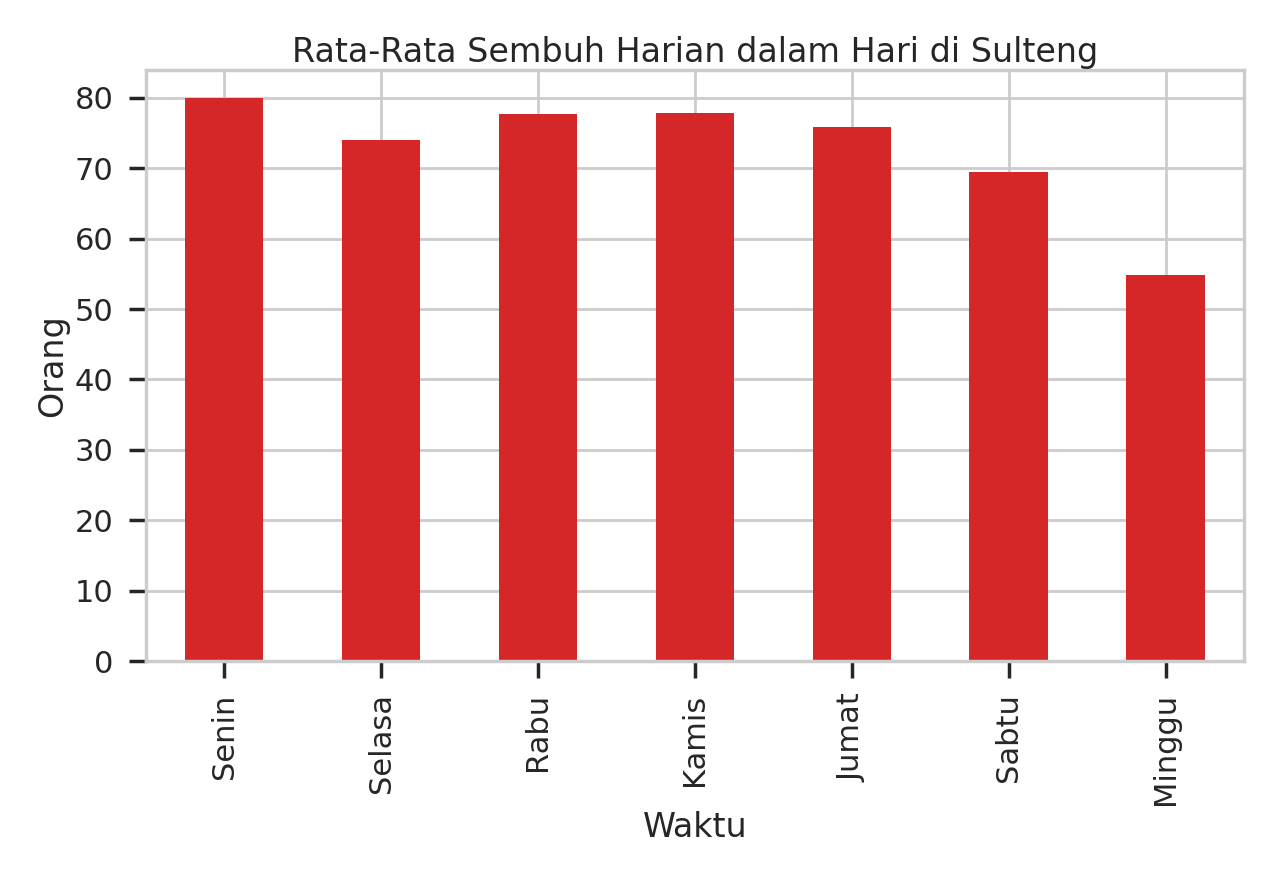 Rata-Rata Sembuh Harian dalam Hari di Sulteng
80
70
60
50
40
30
20
10
0
Orang
Senin
Selasa
Rabu
Kamis
Jumat
Sabtu
Minggu
Waktu